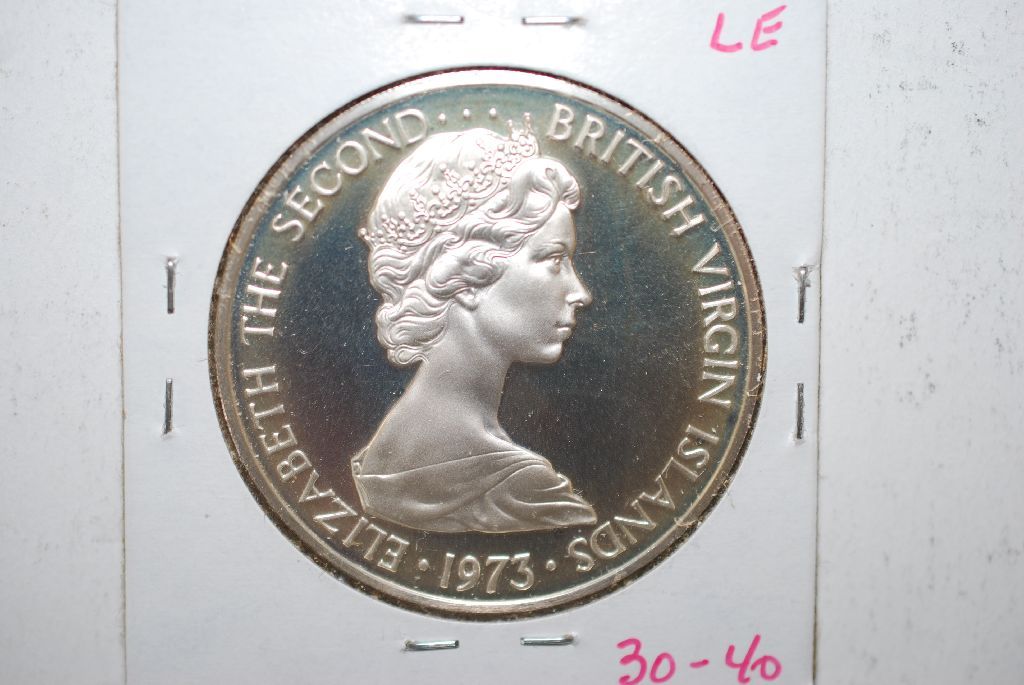 LE
ELIZABETH THE SECOND... BRITISH VIRGIN ISLANDS
·1973·
30-40